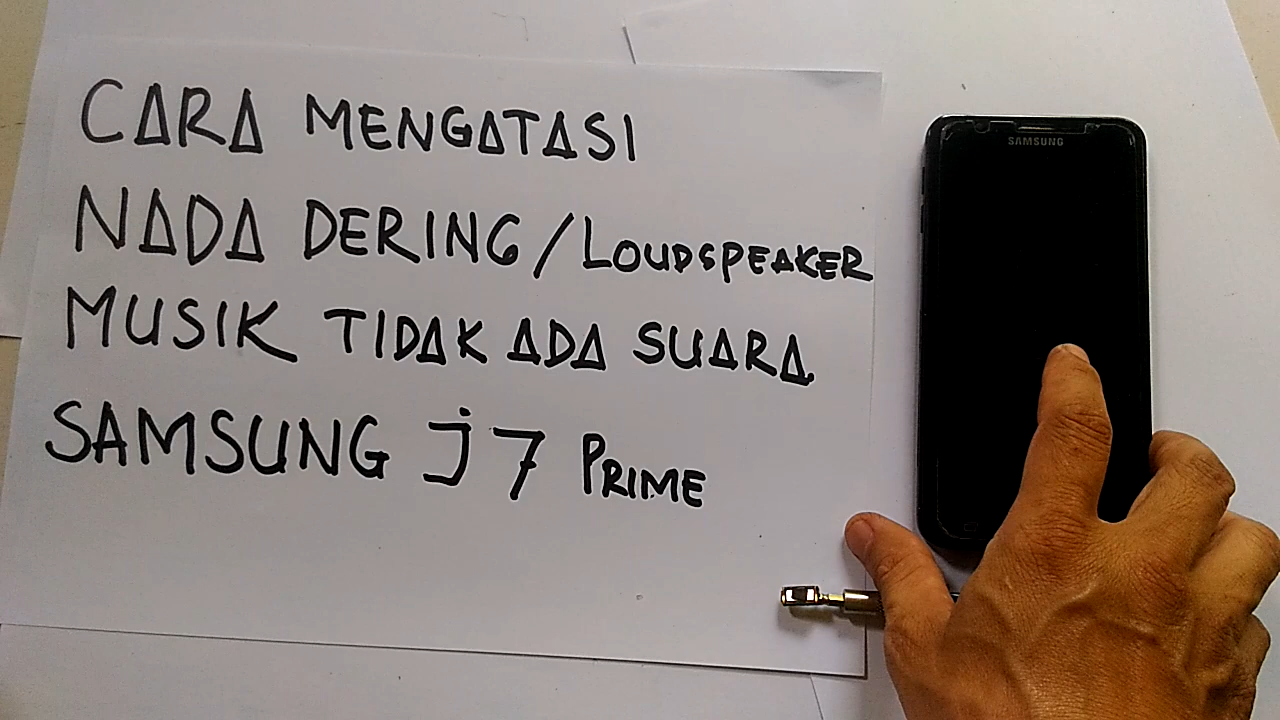 CARA MENGATASI
NADA DERING / LOUDSPEAKER
MUSIK TIDAK ADA SUARA
SAMSUNG j7 PRIME
SAMSUNG